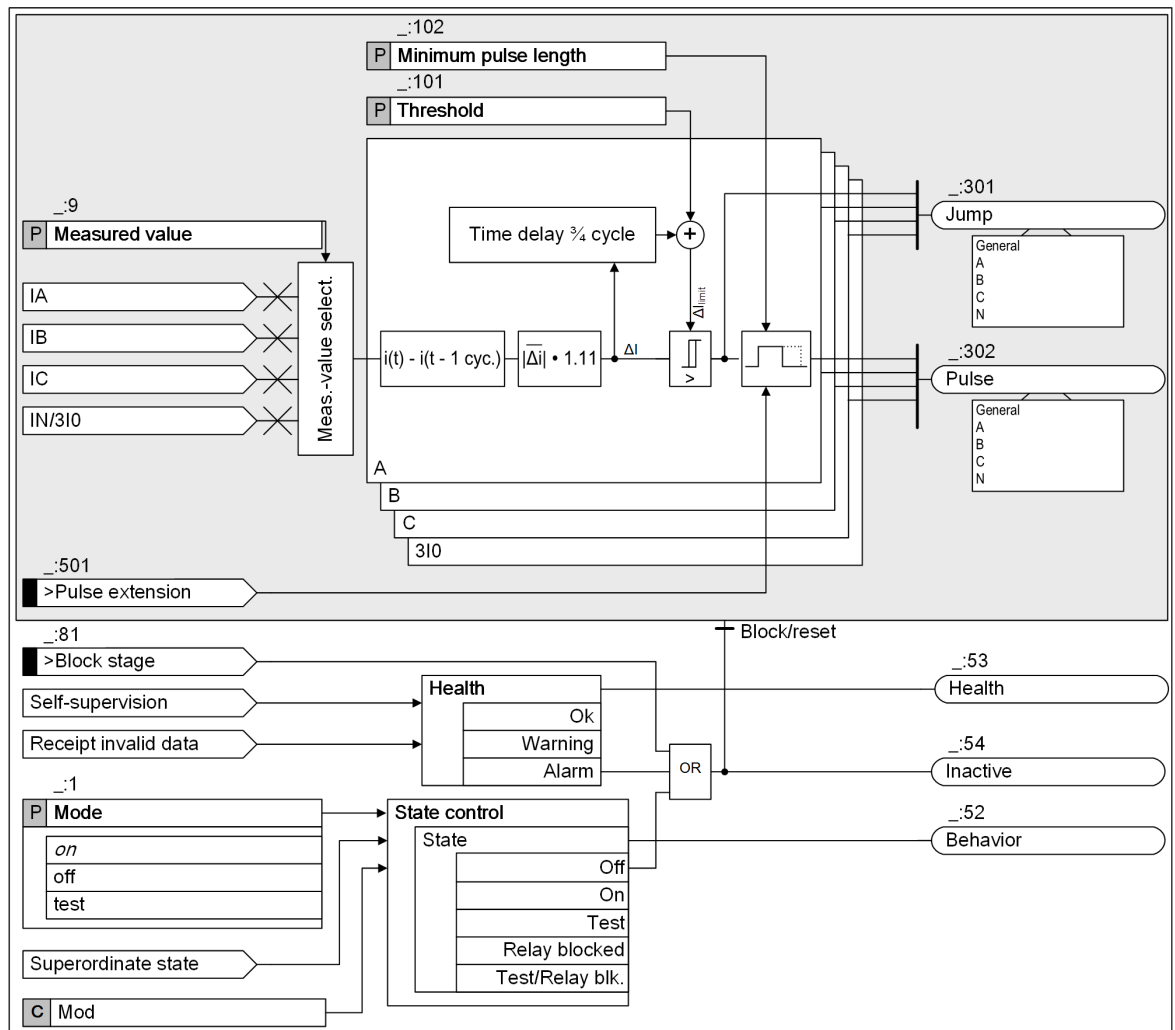 _:102
P Minimum pulse length
_:101
P Threshold
_:9
P Measured value
IA
IB
IC
IN/3I0
Meas.-value select.
Time delay ¾ cycle
+
ΔIlimit
i(t) - i(t - 1 cyc.)
|Δi| • 1.11
ΔI
>
A
B
C
3I0
_:301
Jump
General
A
B
C
N
_:302
Pulse
General
A
B
C
N
_:501
>Pulse extension
Block/reset
_:81
>Block stage
Self-supervision
Receipt invalid data
Health
Ok
Warning
Alarm
OR
_:53
Health
_:54
Inactive
_:52
Behavior
_:1
P Mode
on
off
test
Superordinate state
C Mod
State control
State
Off
On
Test
Relay blocked
Test/Relay blk.